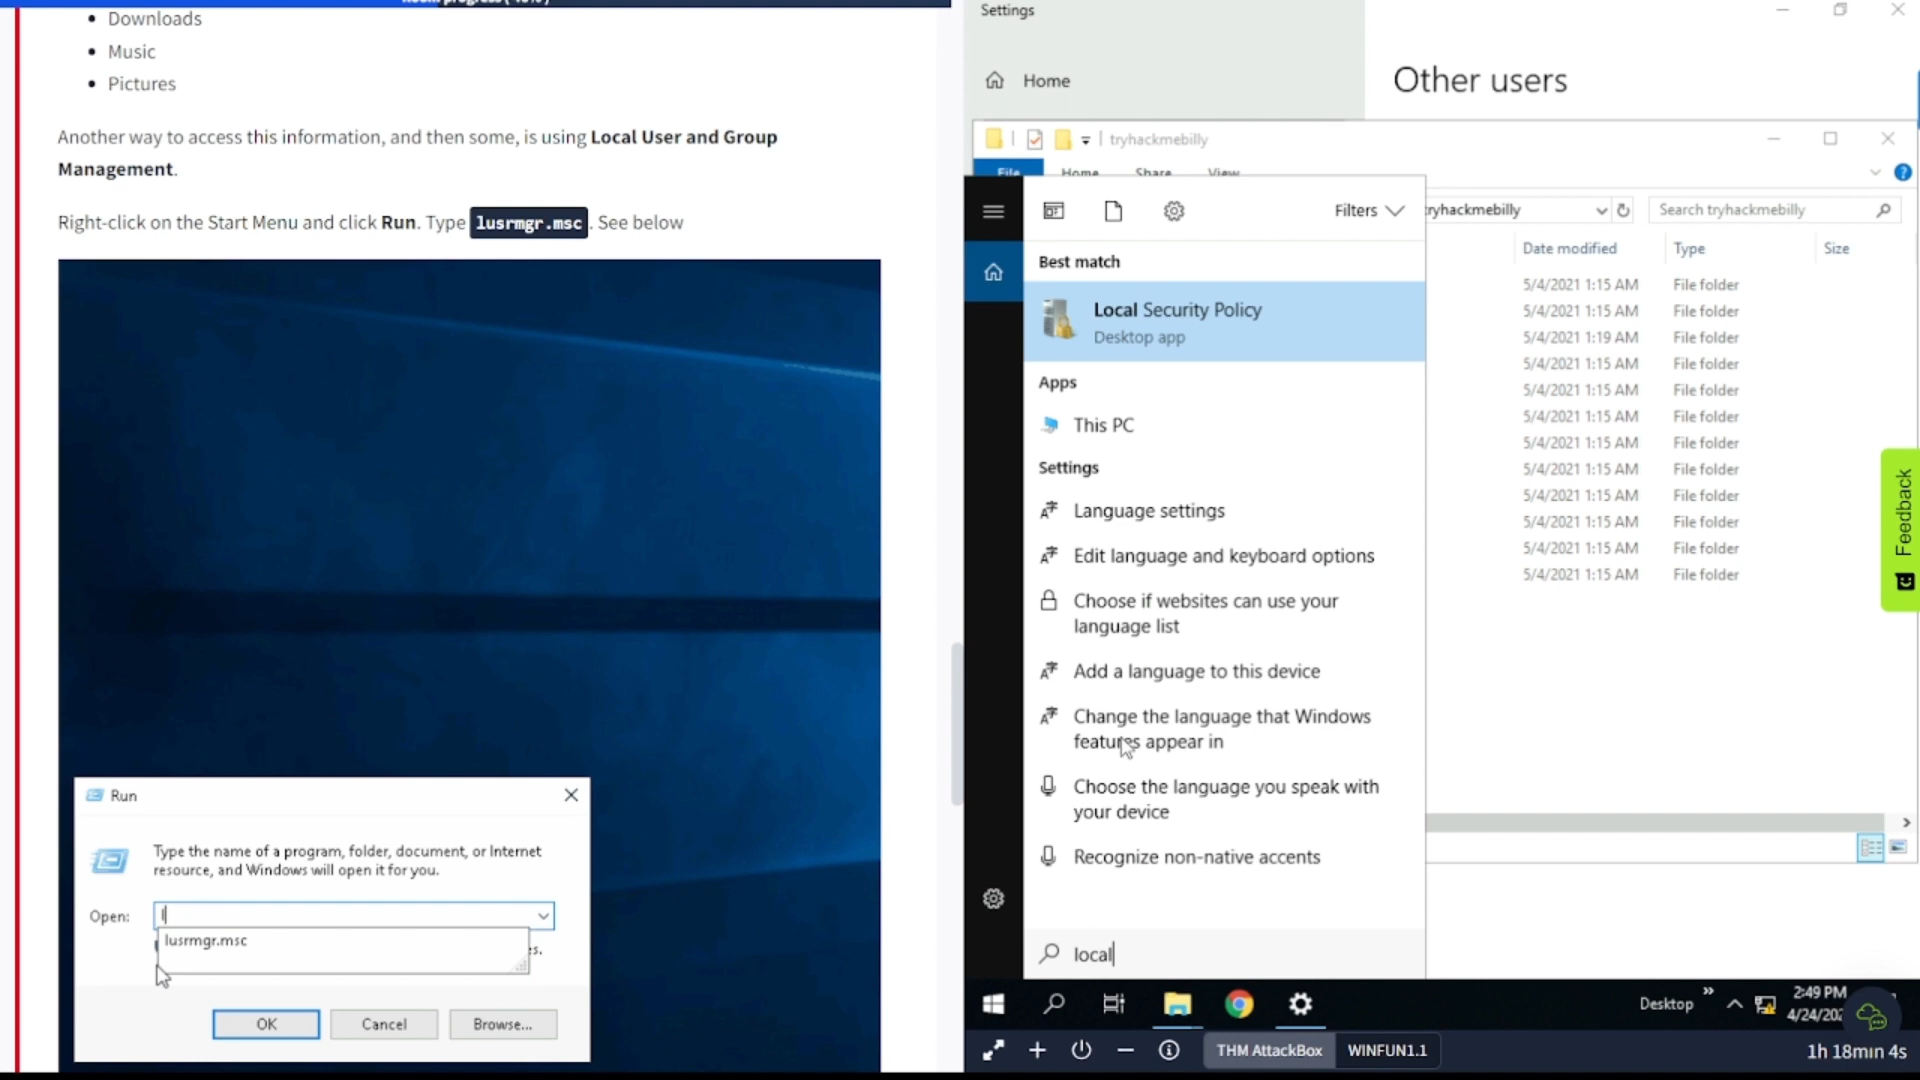 Downloads
Music
Pictures
Another way to access this information, and then some, is using Local User and Group
Management.
Right-click on the Start Menu and click Run. Type lusrmgr.msc. See below
Run
Type the name of a program, folder, document, or Internet
resource, and Windows will open it for you.
Open: l
lusrmgr.msc
OK Cancel Browse...
Settings
Home
Other users
tryhackmebilly
File Home Share View
Filters
ryhackmebilly
Search tryhackmebilly
Date modified Type Size
5/4/2021 1:15 AM File folder
5/4/2021 1:15 AM File folder
5/4/2021 1:19 AM File folder
5/4/2021 1:15 AM File folder
5/4/2021 1:15 AM File folder
5/4/2021 1:15 AM File folder
5/4/2021 1:15 AM File folder
5/4/2021 1:15 AM File folder
5/4/2021 1:15 AM File folder
5/4/2021 1:15 AM File folder
5/4/2021 1:15 AM File folder
5/4/2021 1:15 AM File folder
Best match
Local Security Policy
Desktop app
Apps
This PC
Settings
Language settings
Edit language and keyboard options
Choose if websites can use your
language list
Add a language to this device
Change the language that Windows
features appear in
Choose the language you speak with
your device
Recognize non-native accents
local
Feedback
Desktop
2:49 PM
4/24/202
THM AttackBox WINFUN1.1
1h 18min 4s